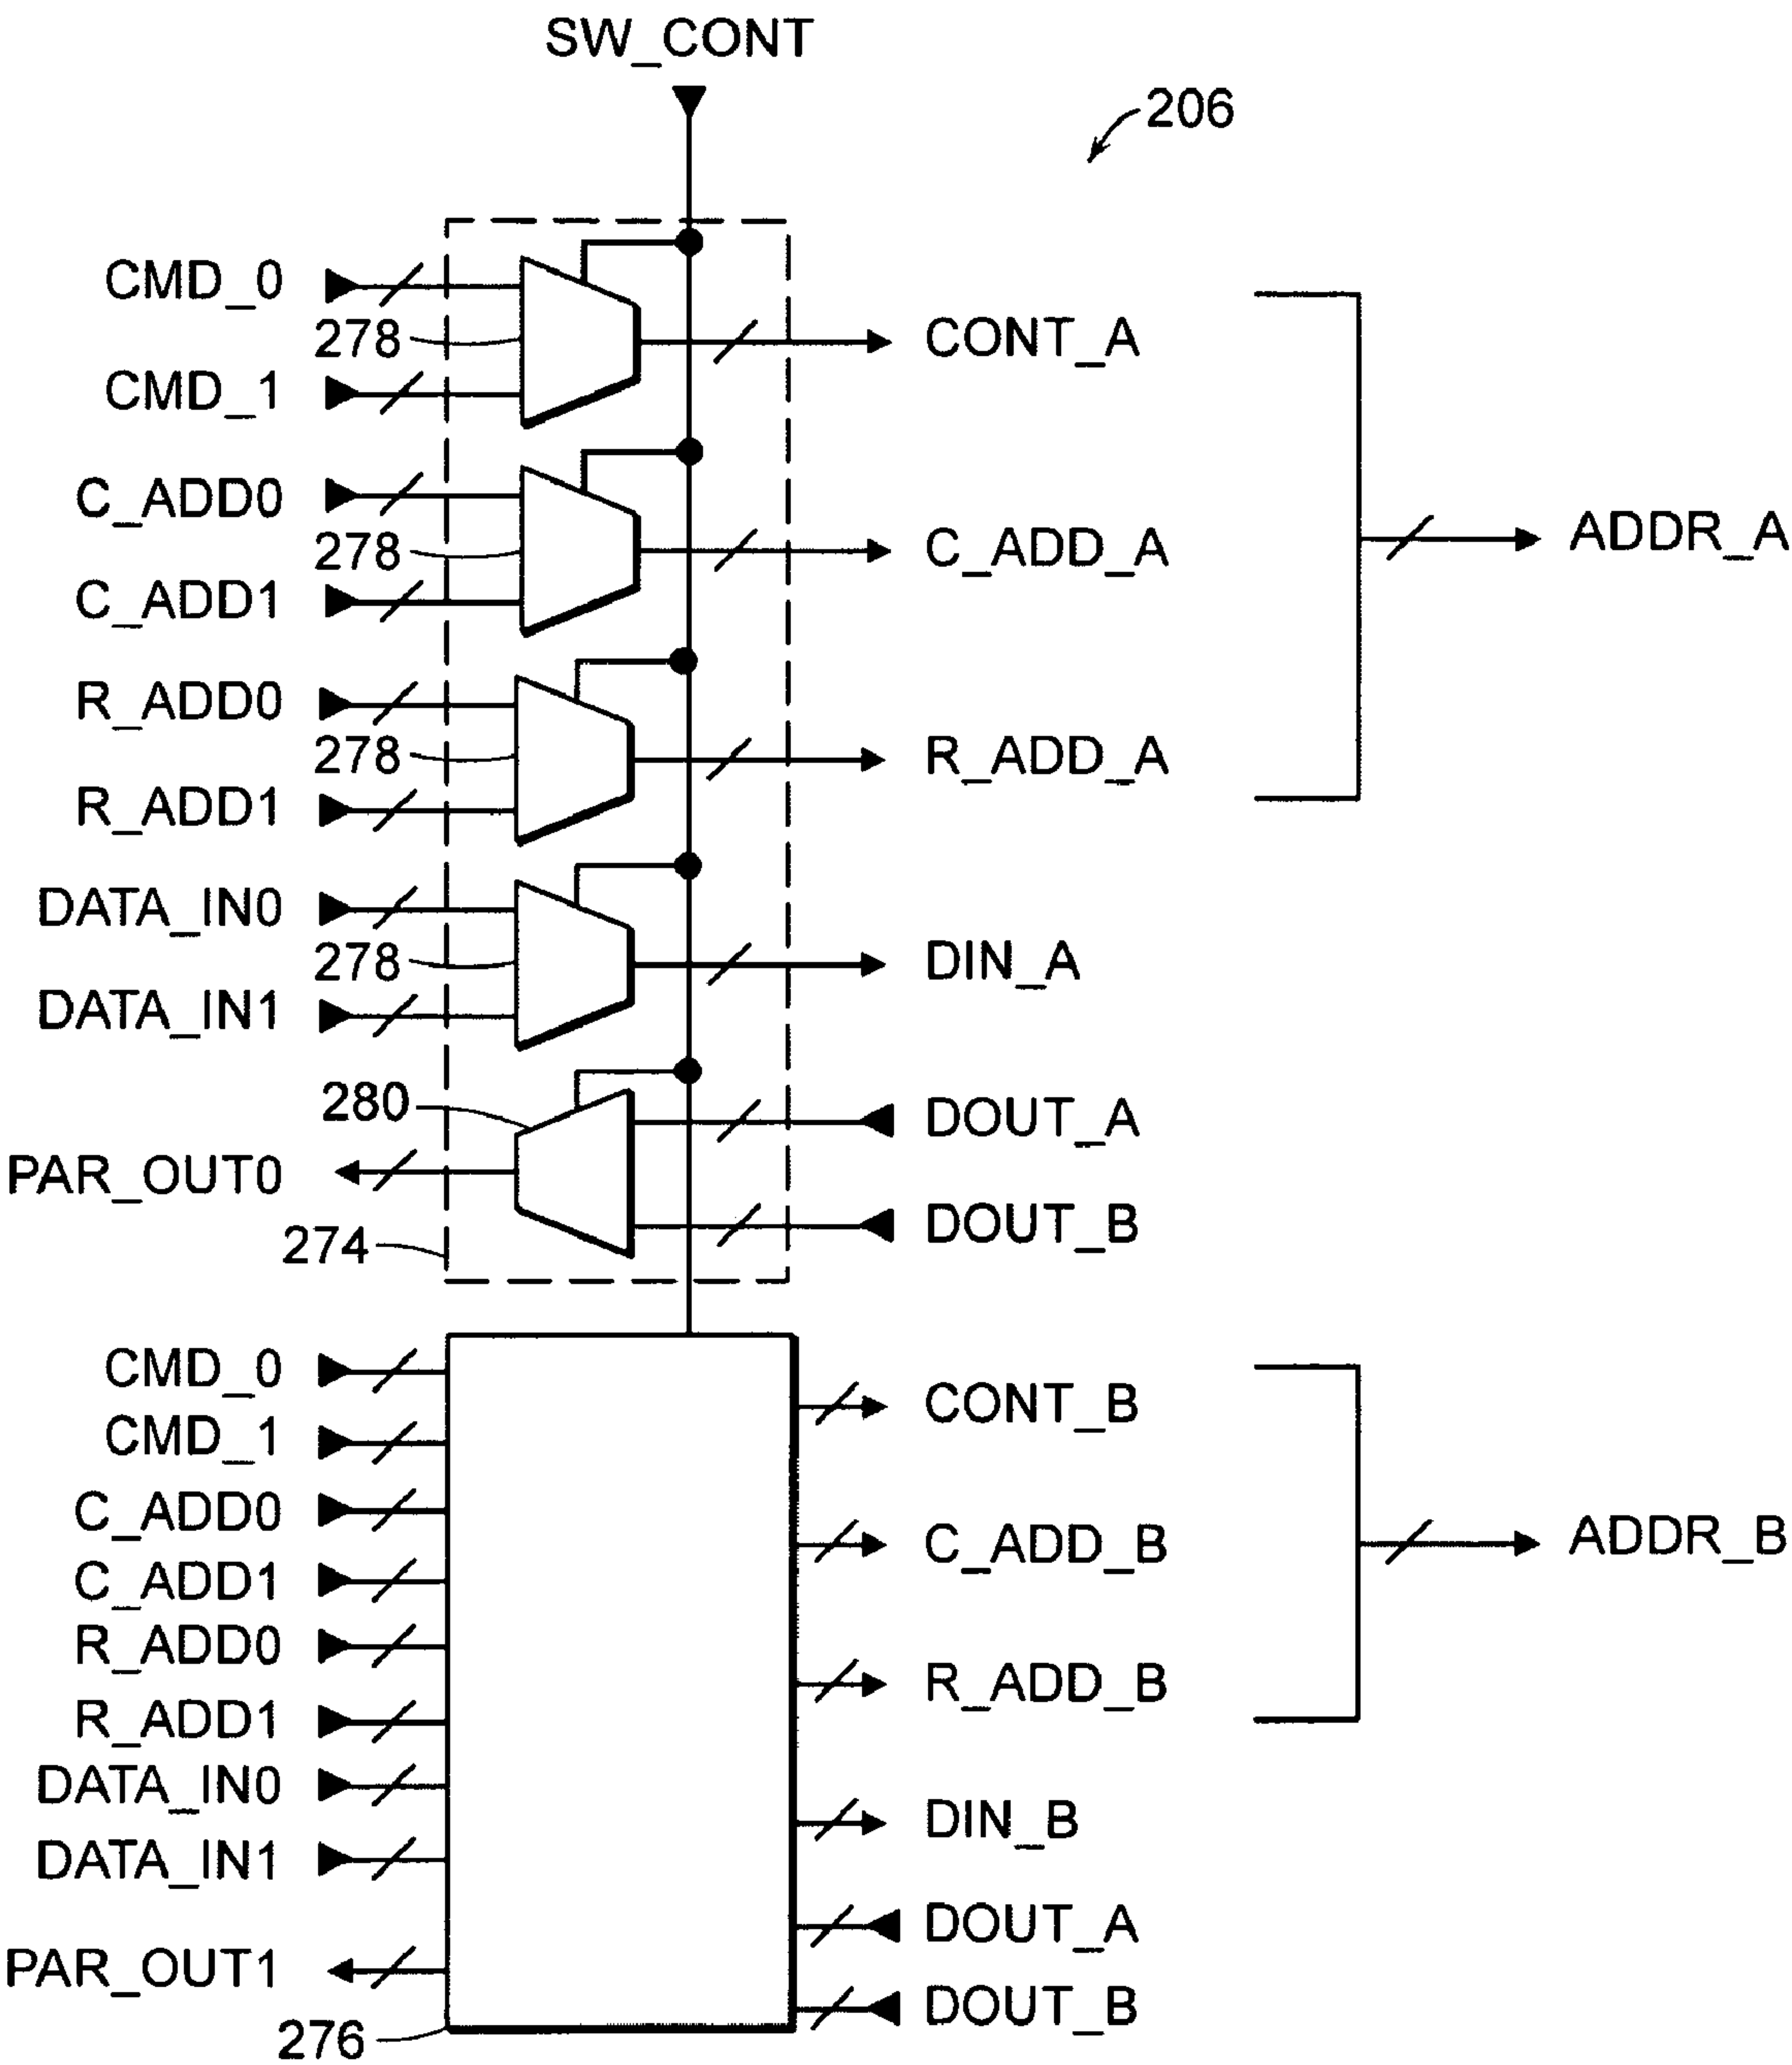 SW_CONT
206
CMD_0
278
CMD_1
CONT_A
C_ADD0
278
C_ADD1
C_ADD_A
ADDR_A
R_ADD0
278
R_ADD1
R_ADD_A
DATA_IN0
278
DATA_IN1
DIN_A
280
DOUT_A
PAR_OUT0
DOUT_B
274
CMD_0
CMD_1
CONT_B
C_ADD0
C_ADD1
C_ADD_B
ADDR_B
R_ADD0
R_ADD1
R_ADD_B
DATA_IN0
DATA_IN1
DIN_B
DOUT_A
PAR_OUT1
DOUT_B
276